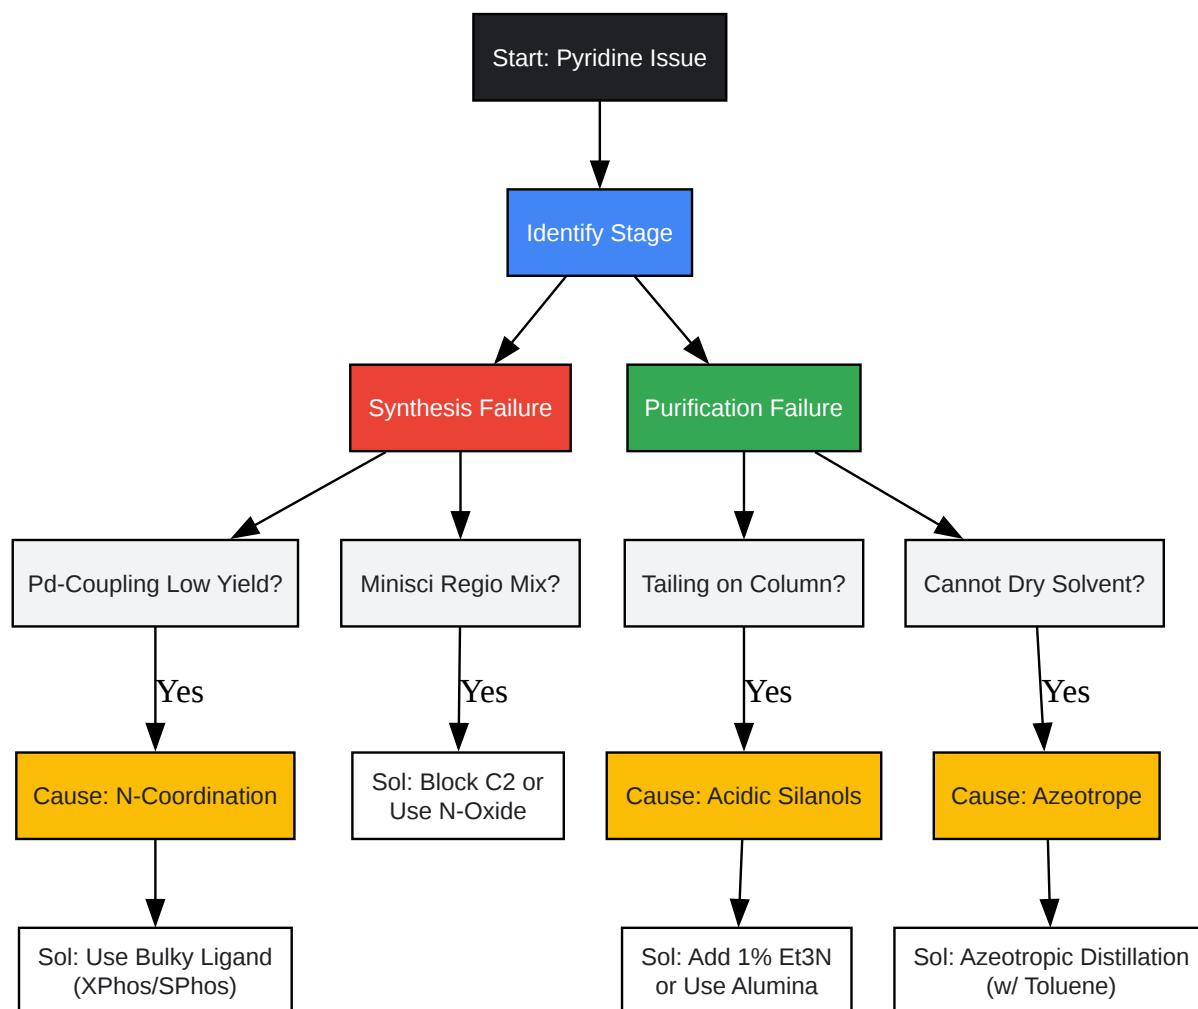 Start: Pyridine Issue
Identify Stage
Synthesis Failure
Purification Failure
Pd-Coupling Low Yield?
Minisci Regio Mix?
Tailing on Column?
Cannot Dry Solvent?
Yes
Yes
Yes
Yes
Cause: N-Coordination
Sol: Block C2 or
Use N-Oxide
Cause: Acidic Silanols
Cause: Azeotrope
Sol: Use Bulky Ligand
(XPhos/SPhos)
Sol: Add 1% Et3N
or Use Alumina
Sol: Azeotropic Distillation
(w/ Toluene)